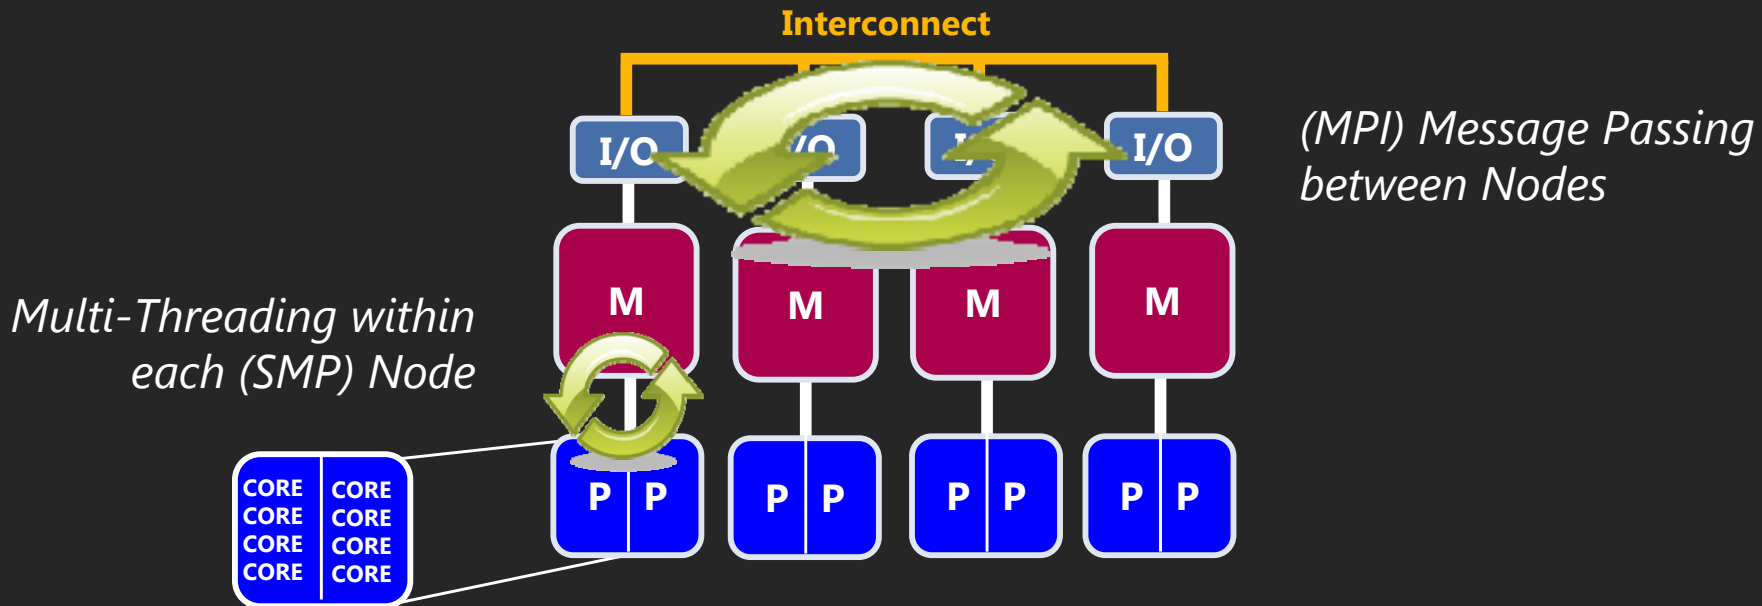 Interconnect
I/O
/O
I/
I/O
(MPI) Message Passing
between Nodes
M
M
M
M
Multi-Threading within
each (SMP) Node
P P
P P
P P
P P
CORE CORE
CORE CORE
CORE CORE
CORE CORE